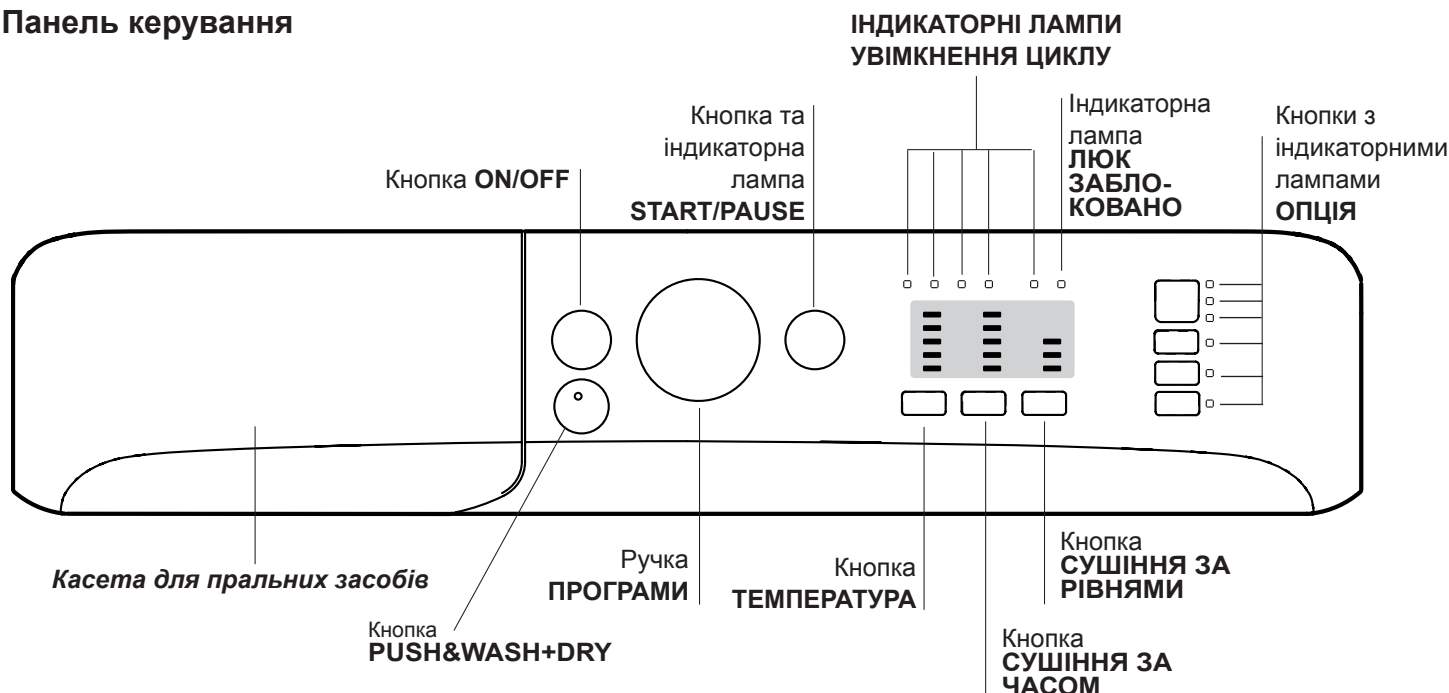 Панель керування
ІНДИКАТОРНІ ЛАМПИ
УВІМКНЕННЯ ЦИКЛУ
Кнопка ON/OFF
Кнопка та
індикаторна
лампа
START/PAUSE
Індикаторна
лампа
ЛЮК
ЗАБЛО-
КОВАНО
Кнопки з
індикаторними
лампами
ОПЦІЯ
Касета для пральних засобів
Кнопка
PUSH&WASH+DRY
Ручка
ПРОГРАМИ
Кнопка
ТЕМПЕРАТУРА
Кнопка
СУШІННЯ ЗА
РІВНЯМИ
Кнопка
СУШІННЯ ЗА
ЧАСОМ